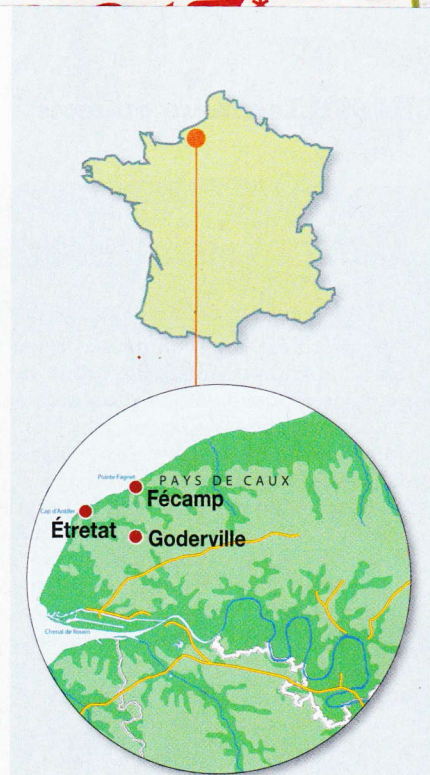 Pointe Fagnet
PAYS DE CAUX
Fécamp
Cap d'Antifer
Étretat
Goderville
Chenal de Rouen